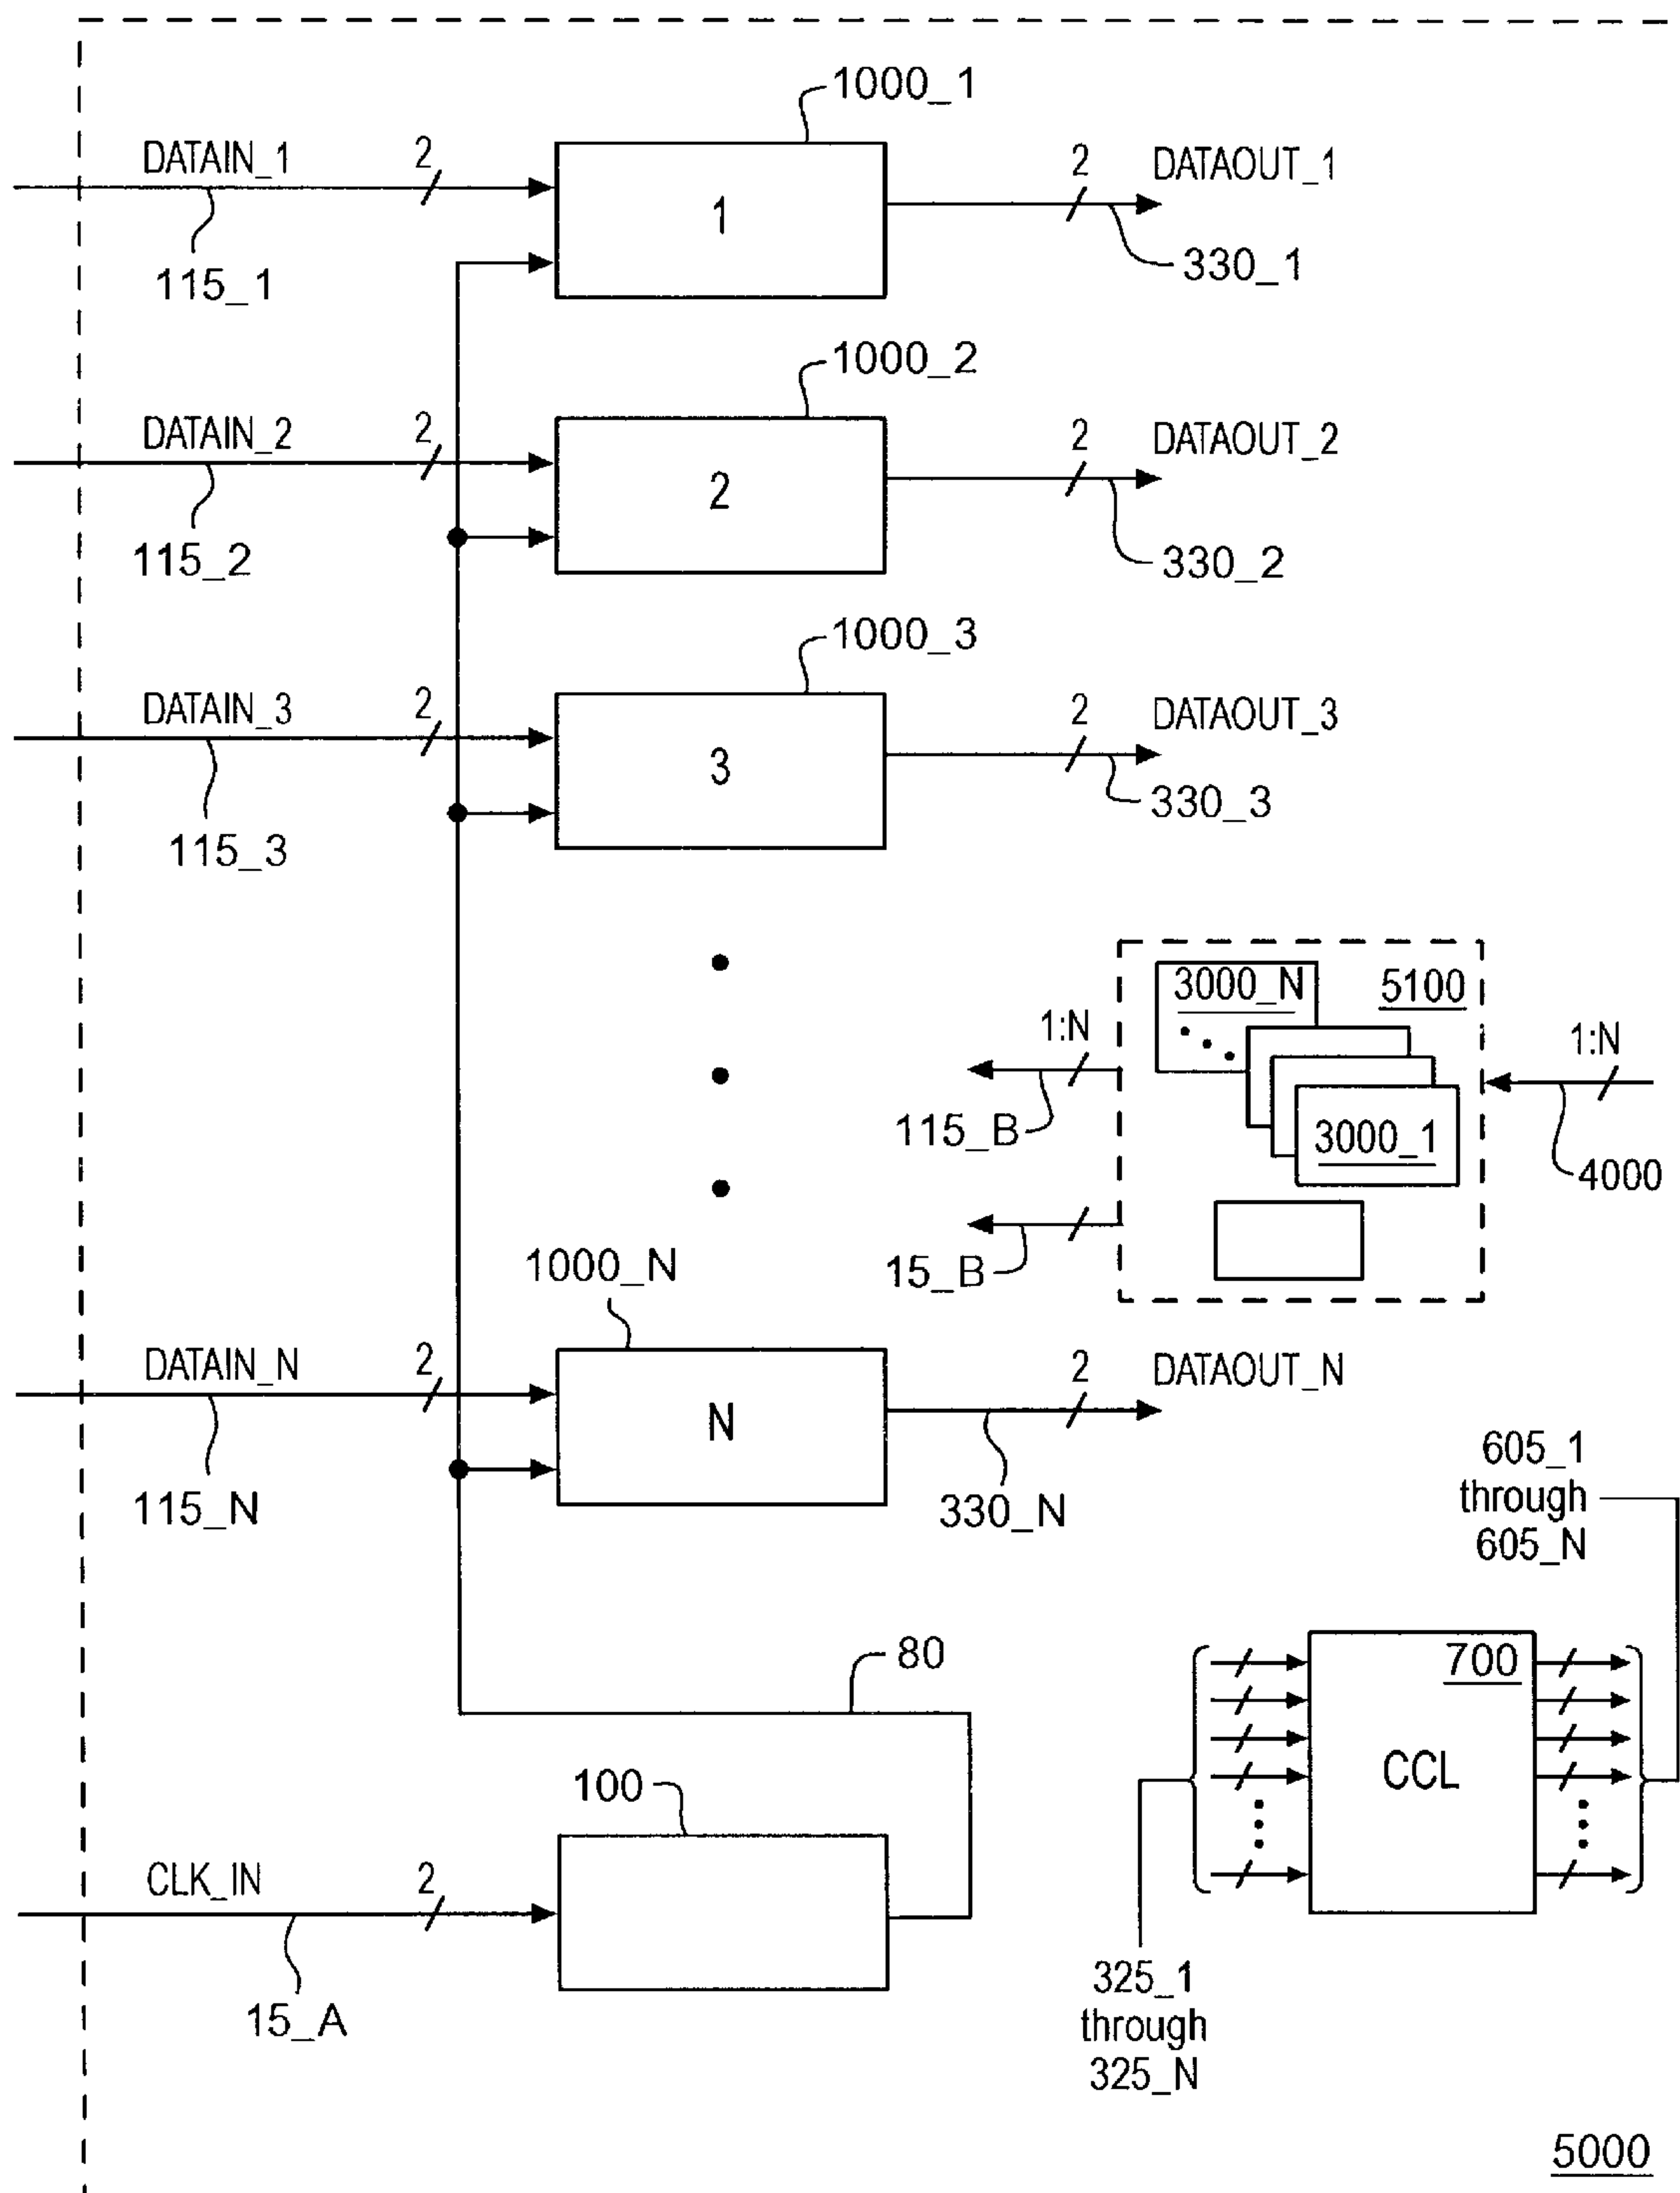 1000_1
DATAIN_1
2
1
2
DATAOUT_1
115_1
330_1
1000_2
DATAIN_2
2
2
2
DATAOUT_2
115_2
330_2
1000_3
DATAIN_3
2
3
2
DATAOUT_3
115_3
330_3
3000_N
5100
1:N
1:N
115_B
3000_1
4000
15_B
1000_N
DATAIN_N
2
N
2
DATAOUT_N
115_N
330_N
605_1
through
605_N
80
700
CCL
100
CLK_IN
2
15_A
325_1
through
325_N
5000